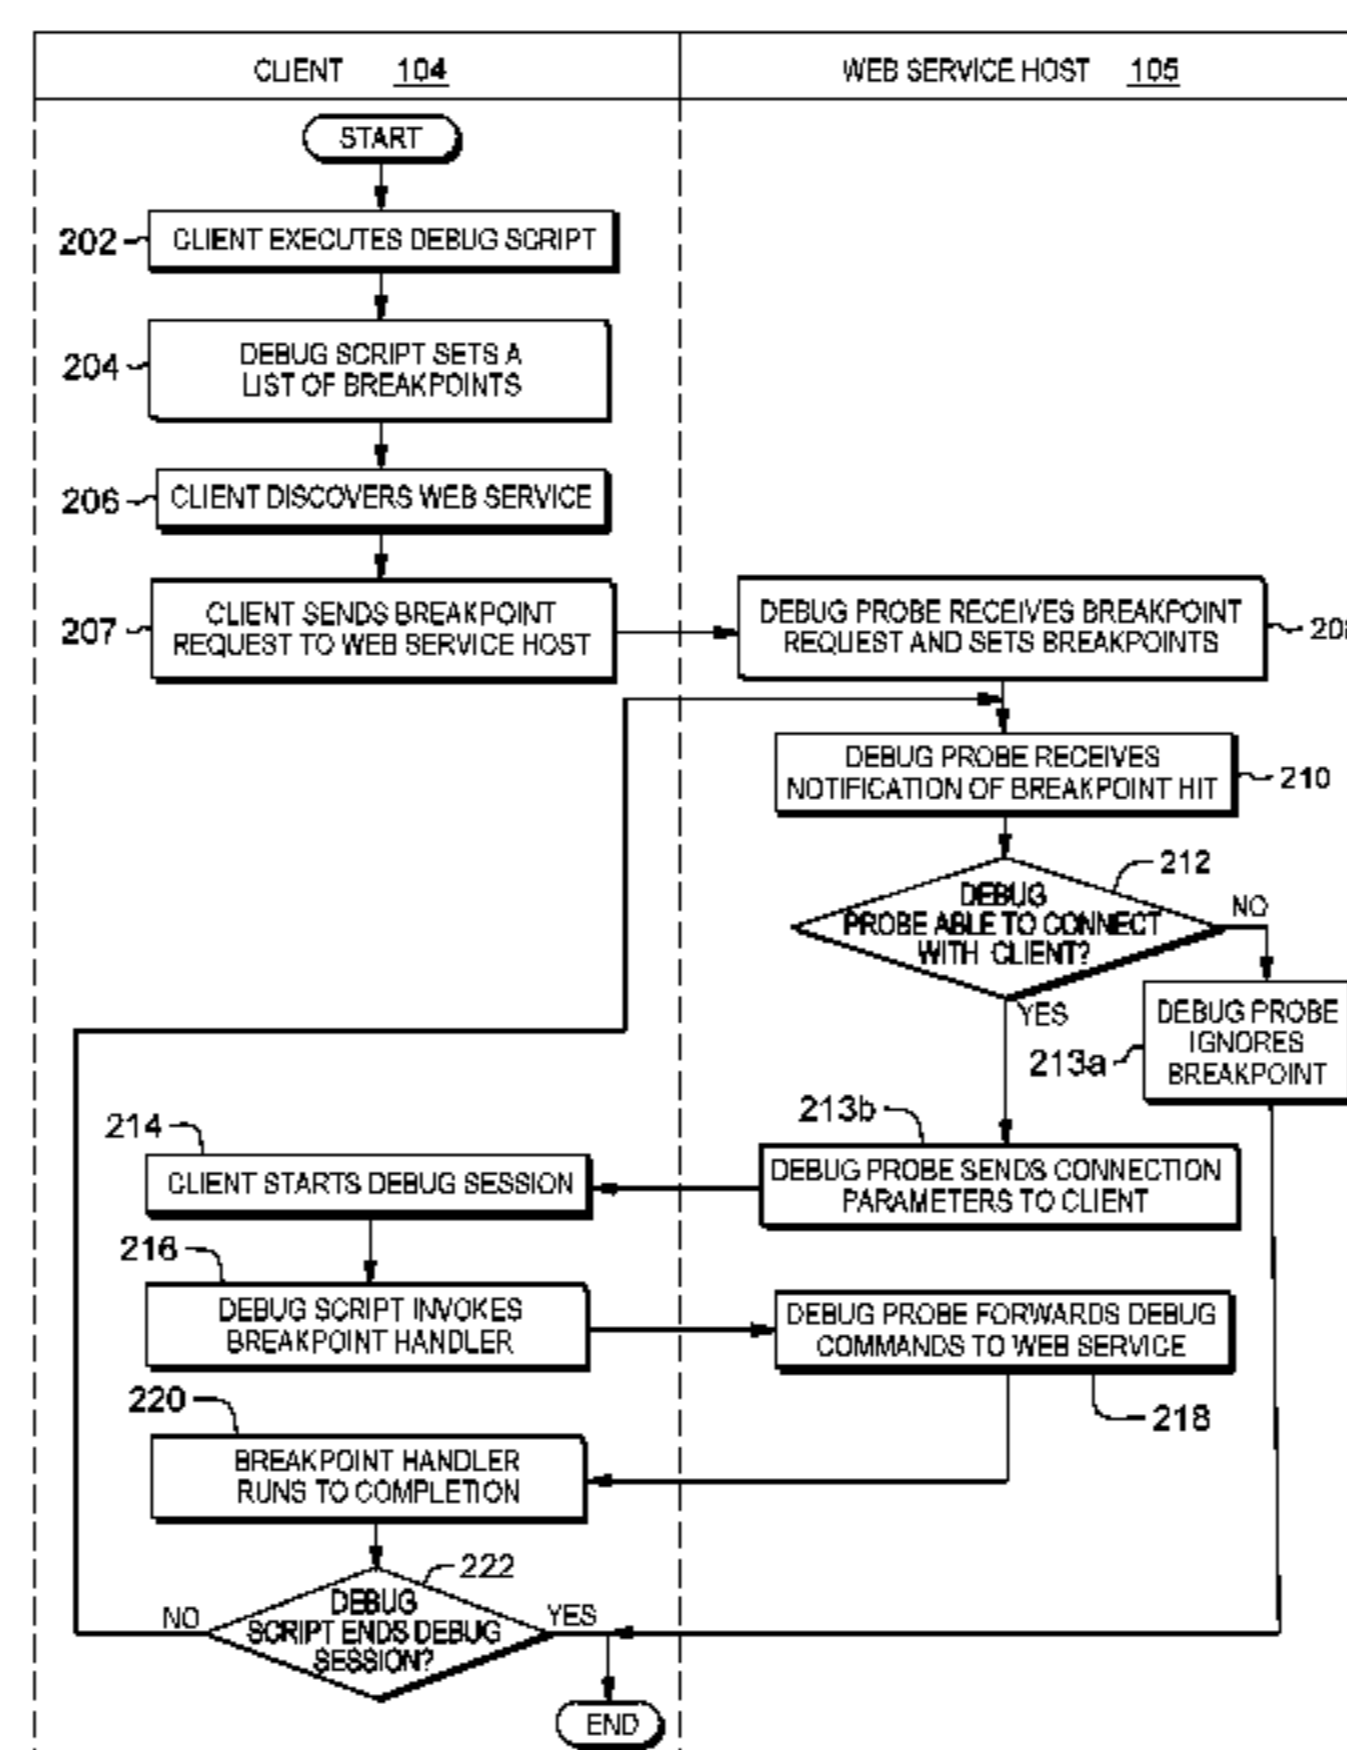 CLIENT 104
WEB SERVICE HOST 105
START
202
CLIENT EXECUTES DEBUG SCRIPT
204
DEBUG SCRIPT SETS A
LIST OF BREAKPOINTS
206
CLIENT DISCOVERS WEB SERVICE
207
CLIENT SENDS BREAKPOINT
REQUEST TO WEB SERVICE HOST
DEBUG PROBE RECEIVES BREAKPOINT
REQUEST AND SETS BREAKPOINTS
DEBUG PROBE RECEIVES
NOTIFICATION OF BREAKPOINT HIT
210
212
DEBUG
PROBE ABLE TO CONNECT
WITH CLIENT?
NO
YES
213a
DEBUG PROBE
IGNORES
BREAKPOINT
213b
DEBUG PROBE SENDS CONNECTION
PARAMETERS TO CLIENT
214
CLIENT STARTS DEBUG SESSION
216
DEBUG SCRIPT INVOKES
BREAKPOINT HANDLER
DEBUG PROBE FORWARDS DEBUG
COMMANDS TO WEB SERVICE
218
220
BREAKPOINT HANDLER
RUNS TO COMPLETION
222
DEBUG
SCRIPT ENDS DEBUG
SESSION?
NO
YES
END